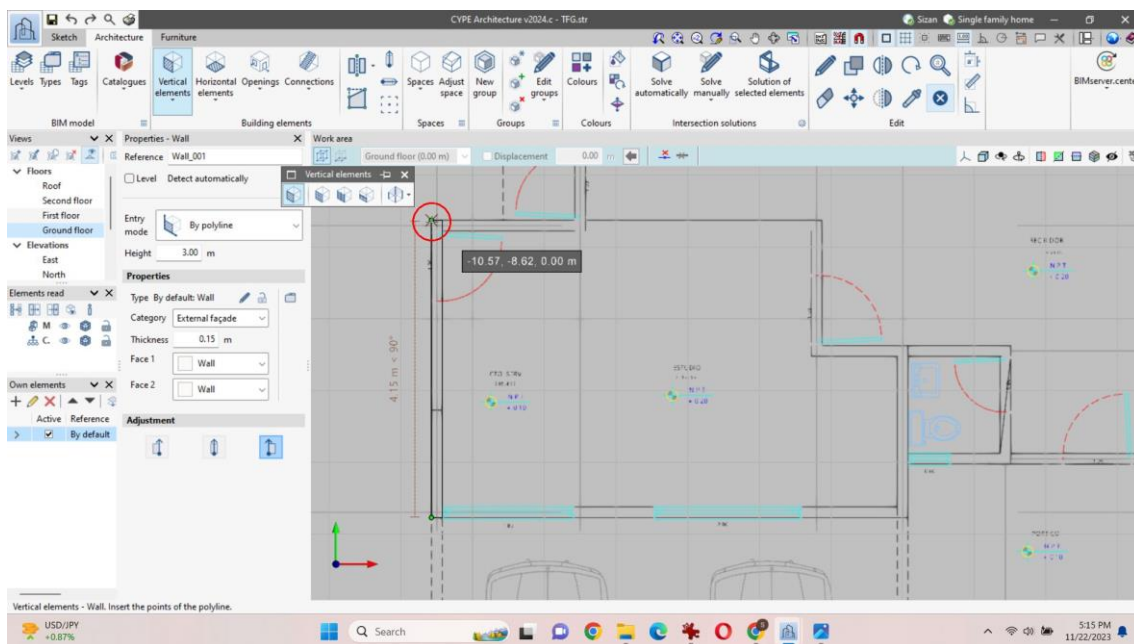 CYPE Architecture v2024.c - TFG.str
Sizan
Single family home
Sketch
Architecture
Furniture
Levels
Types
Tags
Catalogues
Vertical elements
Horizontal elements
Openings
Connections
Spaces
Adjust space
New group
Edit groups
Colours
Solve automatically
Solve manually
Solution of selected elements
BIMserver.cente
BIM model
Building elements
Spaces
Groups
Colours
Intersection solutions
Edit
Views
Floors
Roof
Second floor
First floor
Ground floor
Elevations
East
North
Elements read
M
C.
Own elements
Active
Reference
By default
Properties - Wall
Reference
Wall_001
Level
Detect automatically
Entry mode
By polyline
Height
3.00 m
Properties
Type
By default: Wall
Category
External façade
Thickness
0.15 m
Face 1
Wall
Face 2
Wall
Adjustment
Work area
Ground floor (0.00 m)
Displacement
0.00 m
Vertical elements
-10.57, -8.62, 0.00 m
4.15 m < 90°
ESTUDIO
N.P.T.
+ 0.20
N.P.T.
Vertical elements - Wall. Insert the points of the polyline.
USD/JPY
+0.87%
Search
5:15 PM
11/22/2023